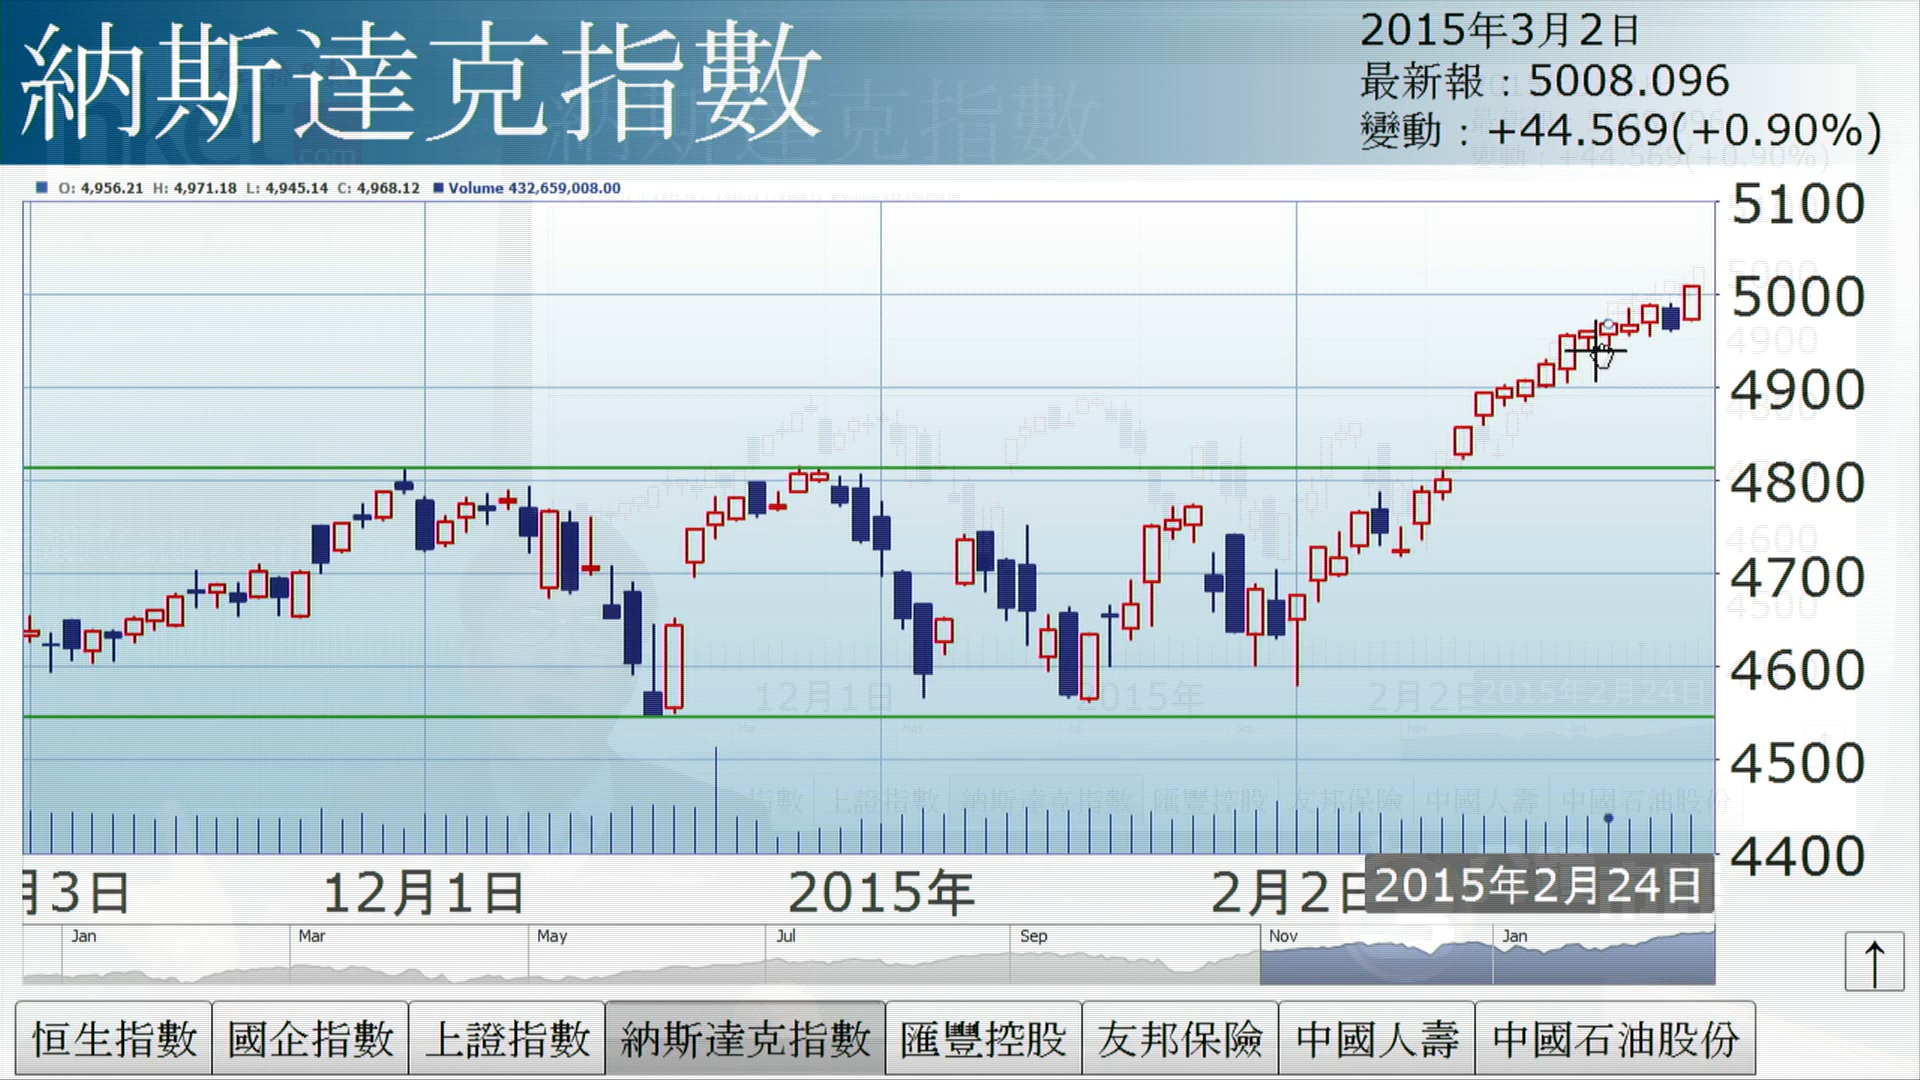 納斯達克指數
2015年3月2日
最新報：5008.096
變動：+44.569(+0.90%)
O: 4,956.21 H: 4,971.18 L: 4,945.14 C: 4,968.12 Volume 432,659,008.00
5100
5000
4900
4800
4700
4600
4500
4400
月3日 12月1日 2015年 2月2日 2015年2月24日
Jan Mar May Jul Sep Nov Jan
↑
恒生指數 國企指數 上證指數 納斯達克指數 匯豐控股 友邦保險 中國人壽 中國石油股份